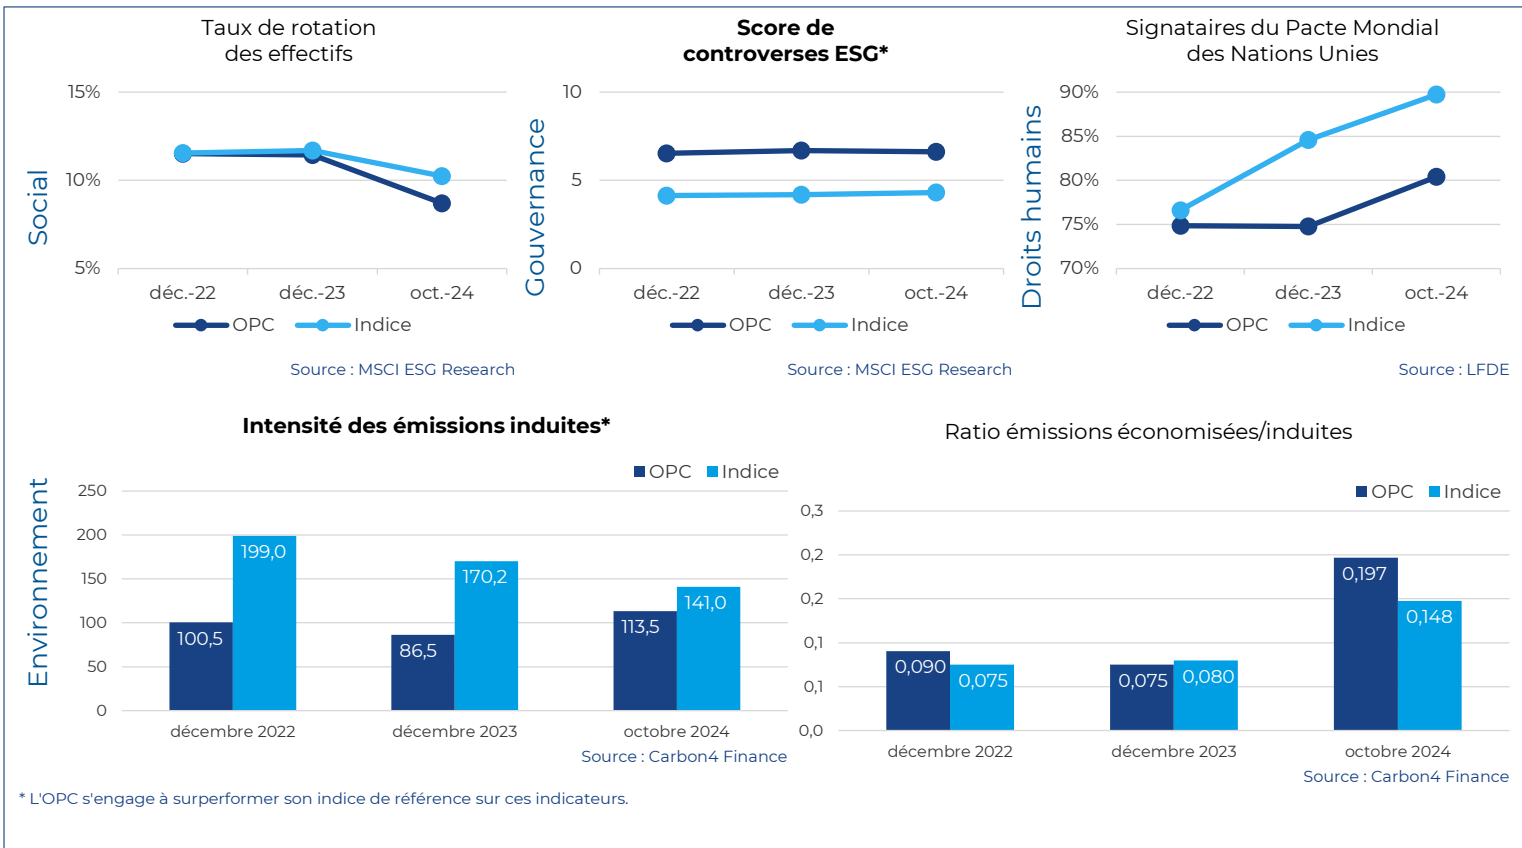 Taux de rotation
des effectifs
15%
10%
5%
Social
déc.-22
déc.-23
oct.-24
OPC
Indice
Source : MSCI ESG Research
Score de
controverses ESG*
10
5
0
Gouvernance
déc.-22
déc.-23
oct.-24
OPC
Indice
Source : MSCI ESG Research
Signataires du Pacte Mondial
des Nations Unies
90%
85%
80%
75%
70%
Droits humains
déc.-22
déc.-23
oct.-24
OPC
Indice
Source : LFDE
Intensité des émissions induites*
OPC
Indice
Environnement
250
200
150
100
50
0
100,5
199,0
86,5
170,2
113,5
141,0
décembre 2022
décembre 2023
octobre 2024
Source : Carbon4 Finance
Ratio émissions économisées/induites
OPC
Indice
0,3
0,2
0,2
0,1
0,1
0,0
0,090
0,075
0,075
0,080
0,197
0,148
décembre 2022
décembre 2023
octobre 2024
Source : Carbon4 Finance
* L'OPC s'engage à surperformer son indice de référence sur ces indicateurs.